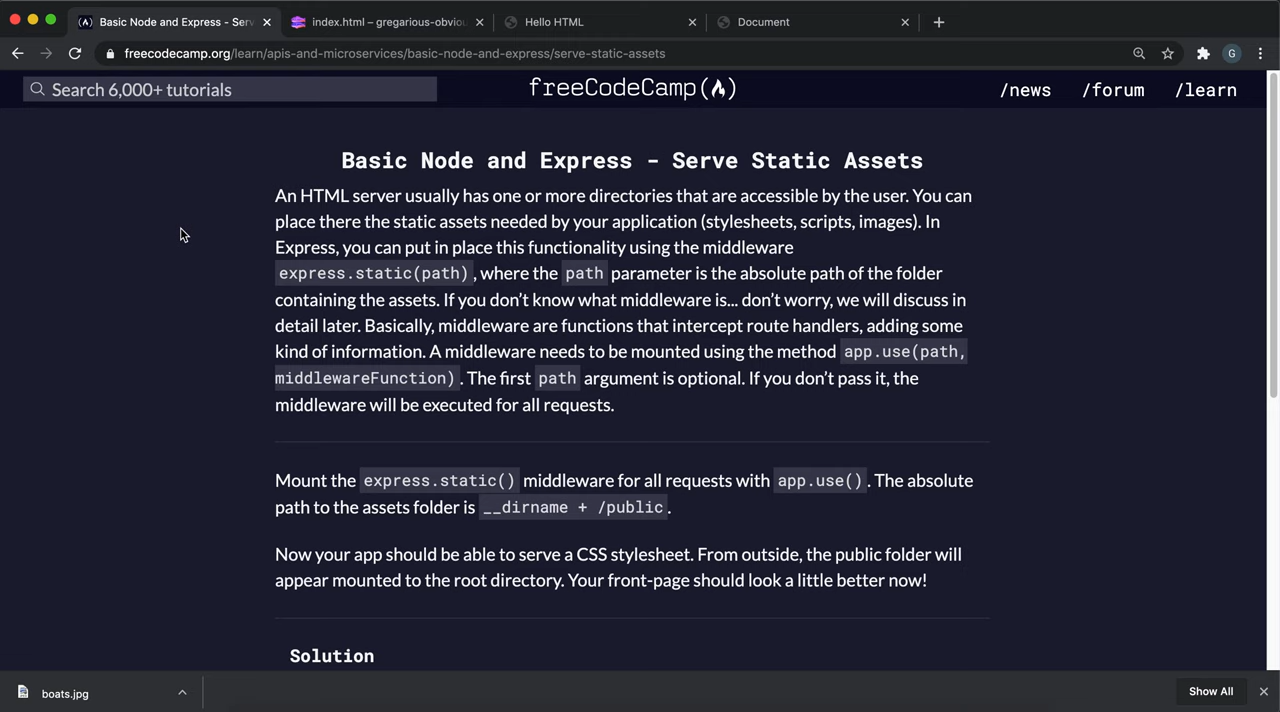 Basic Node and Express - Serv
index.html – gregarious-obviou
Hello HTML
Document
freecodecamp.org/learn/apis-and-microservices/basic-node-and-express/serve-static-assets
G
Search 6,000+ tutorials
freeCodeCamp
/news
/forum
/learn
Basic Node and Express - Serve Static Assets
An HTML server usually has one or more directories that are accessible by the user. You can
place there the static assets needed by your application (stylesheets, scripts, images). In
Express, you can put in place this functionality using the middleware
express.static(path), where the path parameter is the absolute path of the folder
containing the assets. If you don’t know what middleware is... don’t worry, we will discuss in
detail later. Basically, middleware are functions that intercept route handlers, adding some
kind of information. A middleware needs to be mounted using the method app.use(path,
middlewareFunction). The first path argument is optional. If you don’t pass it, the
middleware will be executed for all requests.
Mount the express.static() middleware for all requests with app.use(). The absolute
path to the assets folder is __dirname + /public.
Now your app should be able to serve a CSS stylesheet. From outside, the public folder will
appear mounted to the root directory. Your front-page should look a little better now!
Solution
boats.jpg
Show All